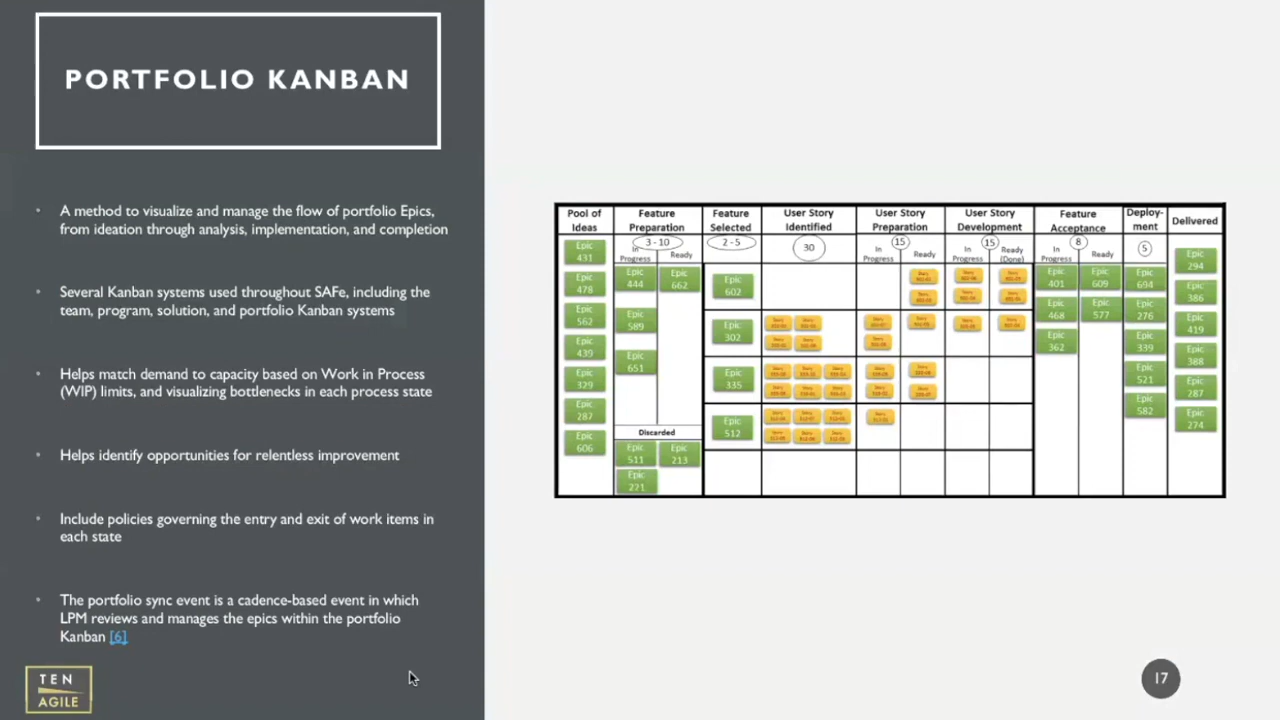 PORTFOLIO KANBAN
A method to visualize and manage the flow of portfolio Epics,
from ideation through analysis, implementation, and completion
Several Kanban systems used throughout SAFe, including the
team, program, solution, and portfolio Kanban systems
Helps match demand to capacity based on Work in Process
(WIP) limits, and visualizing bottlenecks in each process state
Helps identify opportunities for relentless improvement
Include policies governing the entry and exit of work items in
each state
The portfolio sync event is a cadence-based event in which
LPM reviews and manages the epics within the portfolio
Kanban [6]
TEN
AGILE
Pool of
Ideas
Epic
431
Epic
478
Epic
562
Epic
439
Epic
329
Epic
287
Epic
606
Feature
Preparation
3 - 10
In
Progress
Ready
Epic
444
Epic
662
Epic
589
Epic
651
Discarded
Epic
511
Epic
213
Epic
221
Feature
Selected
2 - 5
Epic
602
Epic
302
Epic
335
Epic
512
User Story
Identified
30
User Story
Preparation
15
In
Progress
Ready
User Story
Development
15
In
Progress
Ready
(Done)
Feature
Acceptance
8
In
Progress
Ready
Epic
401
Epic
609
Epic
468
Epic
577
Epic
362
Deploy-
ment
5
Epic
694
Epic
276
Epic
339
Epic
521
Epic
582
Delivered
Epic
294
Epic
386
Epic
419
Epic
388
Epic
287
Epic
274
17